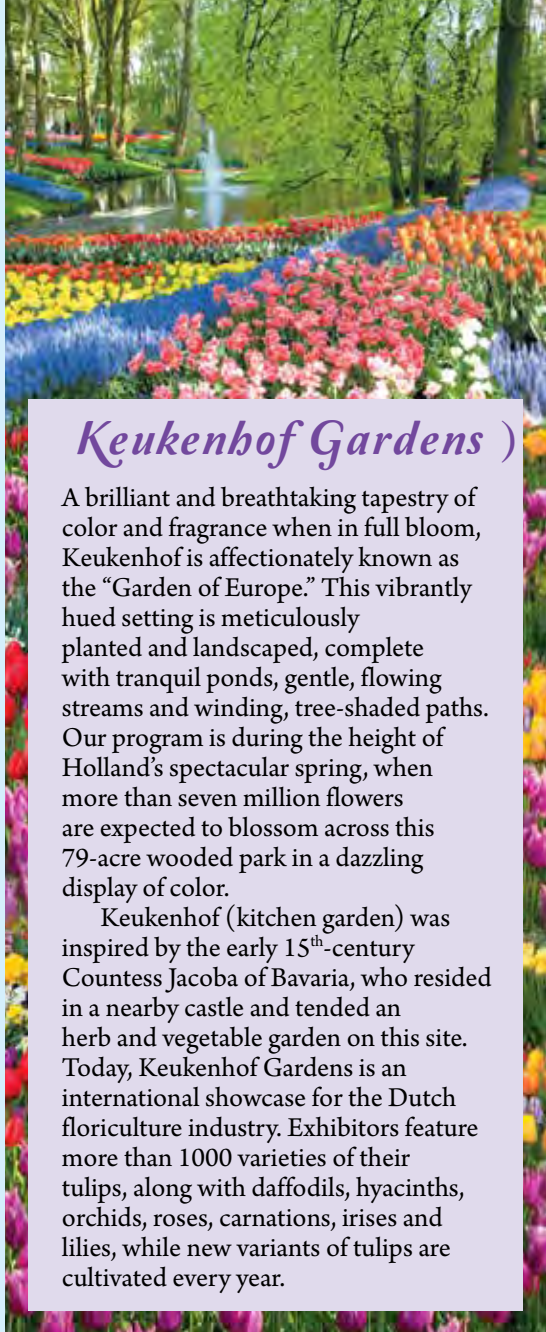 Keukenhof Gardens )
A brilliant and breathtaking tapestry of
color and fragrance when in full bloom,
Keukenhof is affectionately known as
the “Garden of Europe.” This vibrantly
hued setting is meticulously
planted and landscaped, complete
with tranquil ponds, gentle, flowing
streams and winding, tree-shaded paths.
Our program is during the height of
Holland’s spectacular spring, when
more than seven million flowers
are expected to blossom across this
79-acre wooded park in a dazzling
display of color.
Keukenhof (kitchen garden) was
inspired by the early 15th-century
Countess Jacoba of Bavaria, who resided
in a nearby castle and tended an
herb and vegetable garden on this site.
Today, Keukenhof Gardens is an
international showcase for the Dutch
floriculture industry. Exhibitors feature
more than 1000 varieties of their
tulips, along with daffodils, hyacinths,
orchids, roses, carnations, irises and
lilies, while new variants of tulips are
cultivated every year.